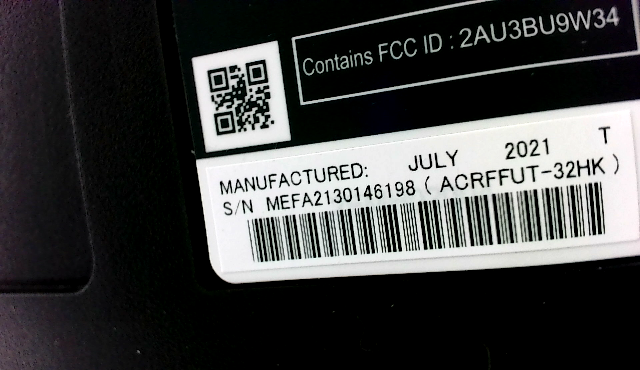 Contains FCC ID : 2AU3BU9W34
MANUFACTURED: JULY 2021 T
S/N MEFA2130146198 ( ACRFFUT-32HK )